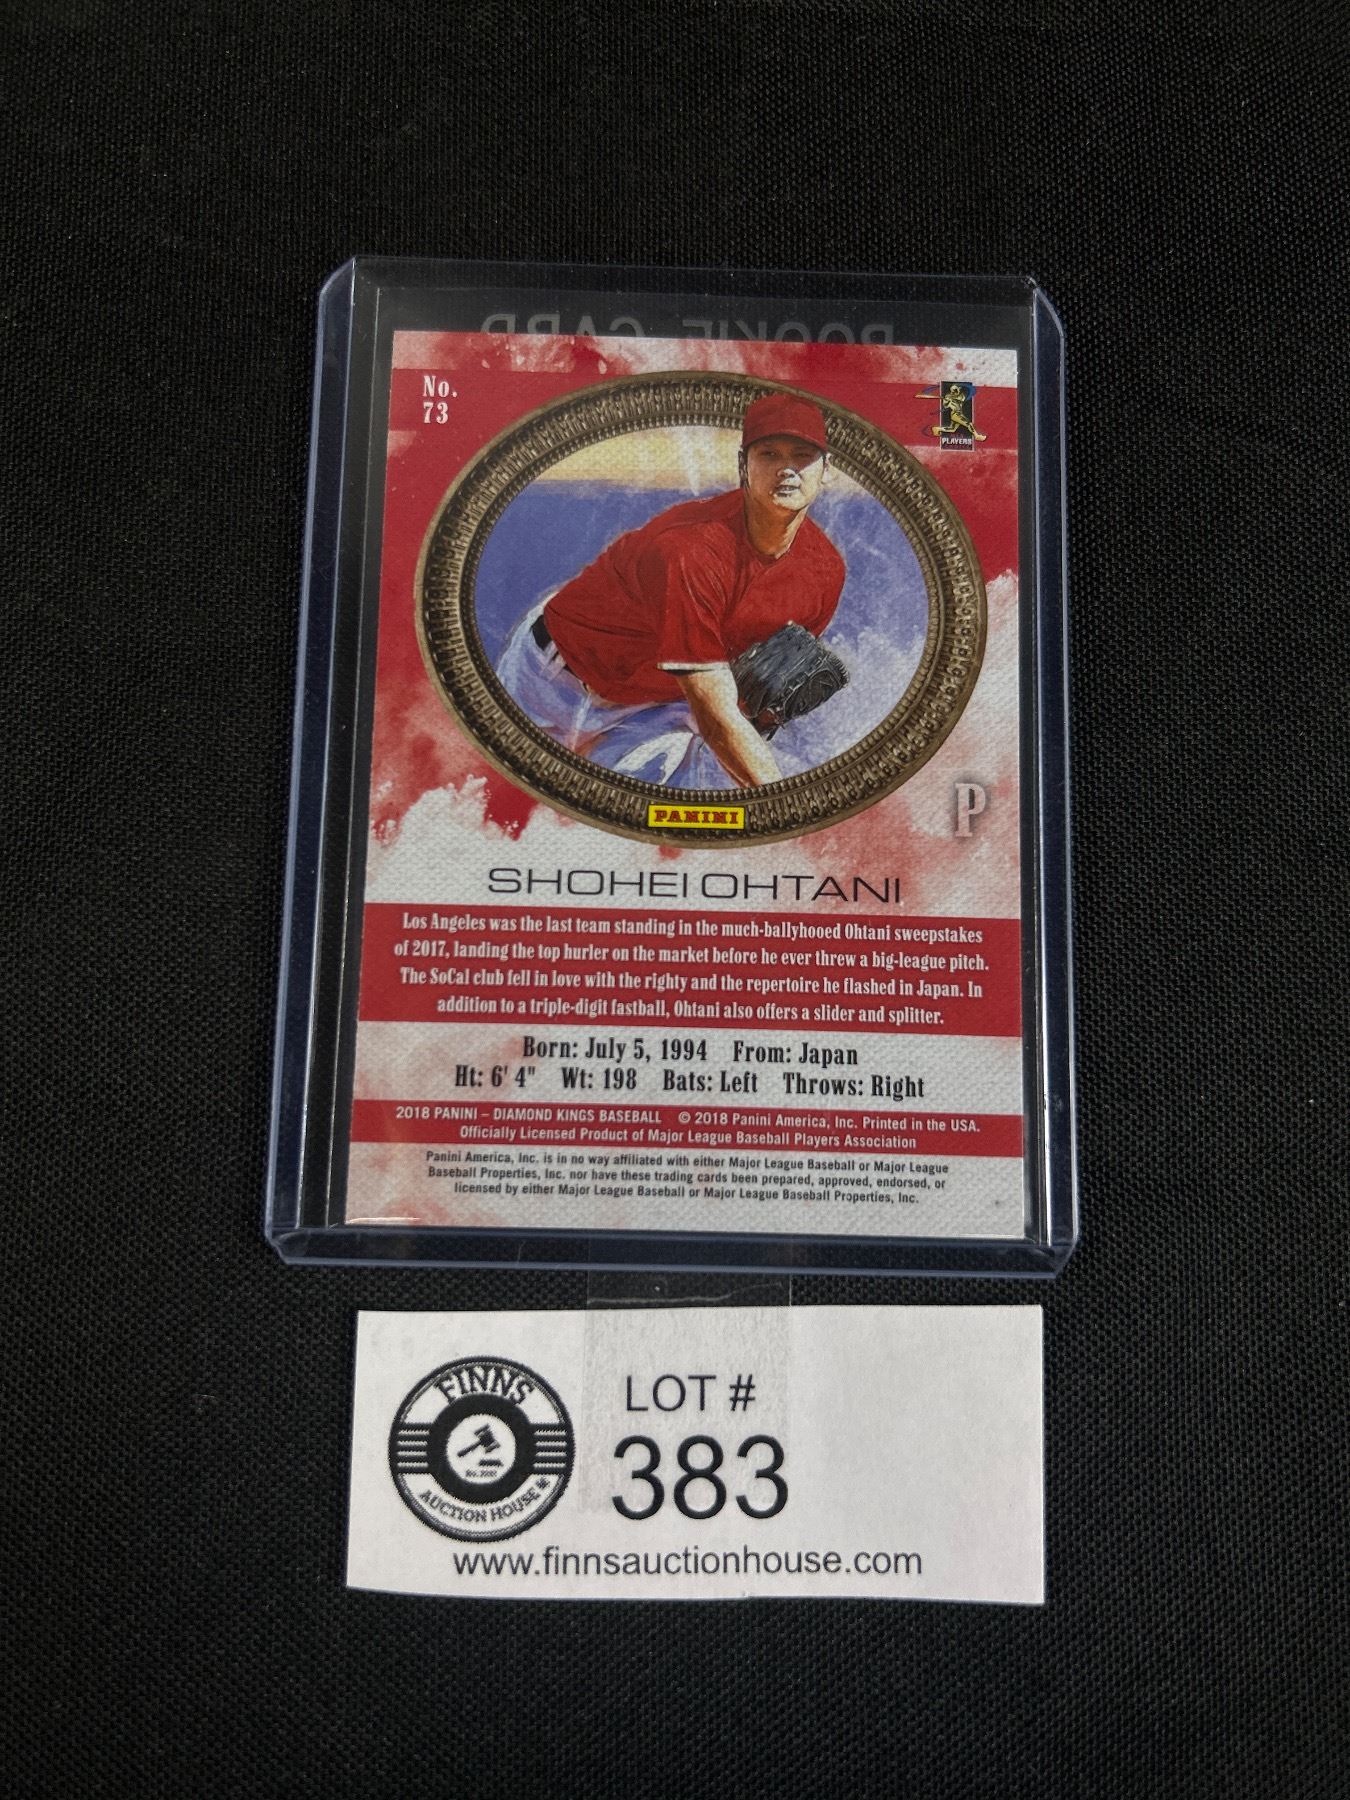 ROOKIE CARD
No.
73
PLAYERS
PANINI
P
SHOHEI OHTANI
Los Angeles was the last team standing in the much-ballyhooed Ohtani sweepstakes
of 2017, landing the top hurler on the market before he ever threw a big-league pitch.
The SoCal club fell in love with the righty and the repertoire he flashed in Japan. In
addition to a triple-digit fastball, Ohtani also offers a slider and splitter.
Born: July 5, 1994 From: Japan
Ht: 6' 4" Wt: 198 Bats: Left Throws: Right
2018 PANINI – DIAMOND KINGS BASEBALL © 2018 Panini America, Inc. Printed in the USA.
Officially Licensed Product of Major League Baseball Players Association
Panini America, Inc. is in no way affiliated with either Major League Baseball or Major League
Baseball Properties, Inc. nor have these trading cards been prepared, approved, endorsed, or
licensed by either Major League Baseball or Major League Baseball Properties, Inc.
FINNS
AUCTION HOUSE
LOT #
383
www.finnsauctionhouse.com